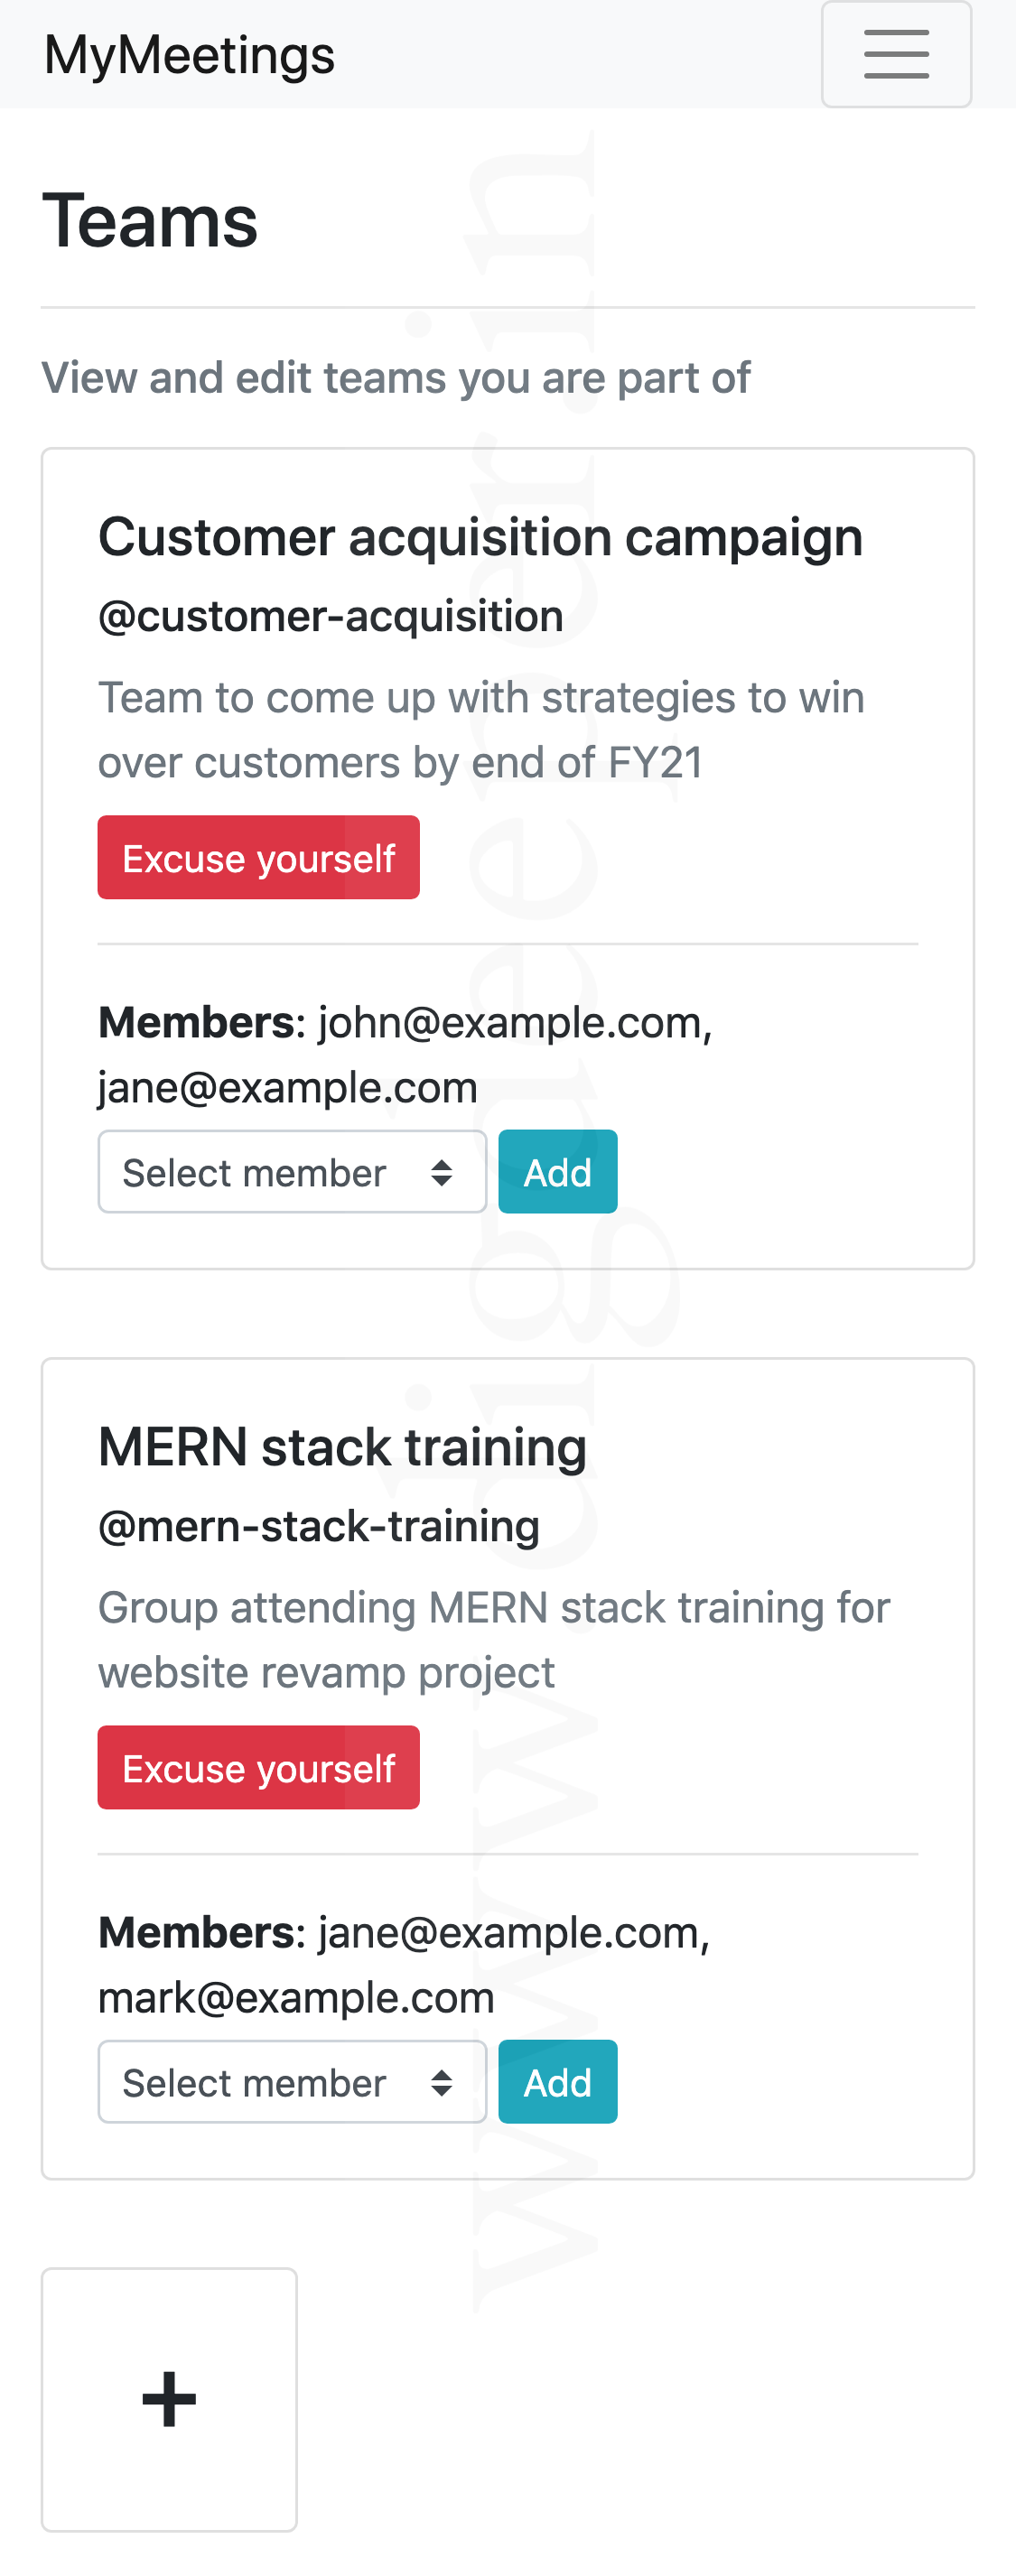 MyMeetings
Teams
View and edit teams you are part of
Customer acquisition campaign
@customer-acquisition
Team to come up with strategies to win
over customers by end of FY21
Excuse yourself
Members: john@example.com,
jane@example.com
Select member
Add
MERN stack training
@mern-stack-training
Group attending MERN stack training for
website revamp project
Excuse yourself
Members: jane@example.com,
mark@example.com
Select member
Add
+
www.digdeeper.in